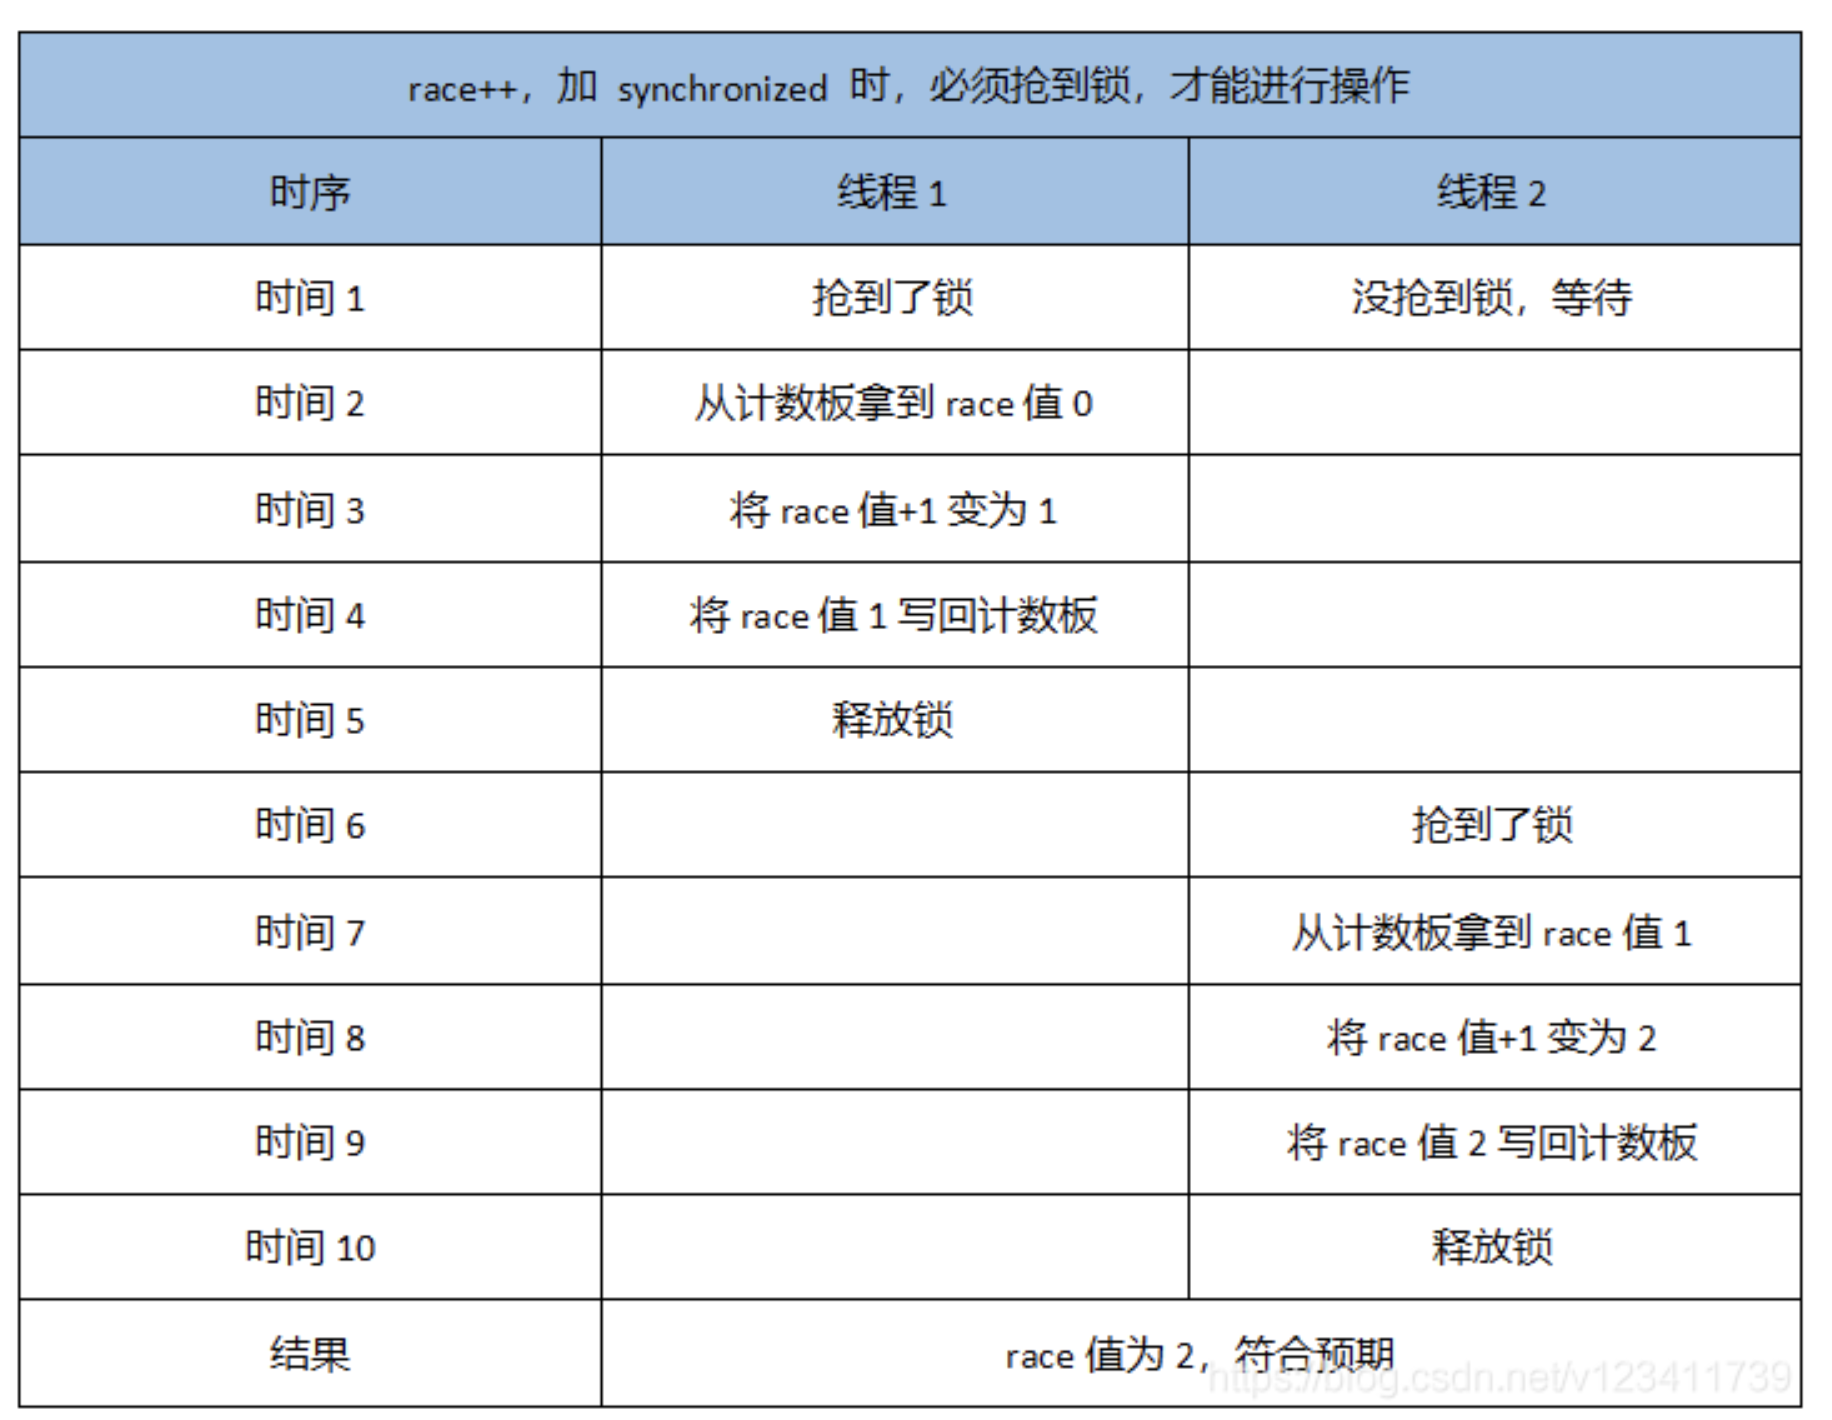 race++，加 synchronized 时，必须抢到锁，才能进行操作
时序 线程 1 线程 2
时间 1 抢到了锁 没抢到锁，等待
时间 2 从计数板拿到 race 值 0
时间 3 将 race 值+1 变为 1
时间 4 将 race 值 1 写回计数板
时间 5 释放锁
时间 6 抢到了锁
时间 7 从计数板拿到 race 值 1
时间 8 将 race 值+1 变为 2
时间 9 将 race 值 2 写回计数板
时间 10 释放锁
结果 race 值为 2，符合预期
https://blog.csdn.net/v123411739